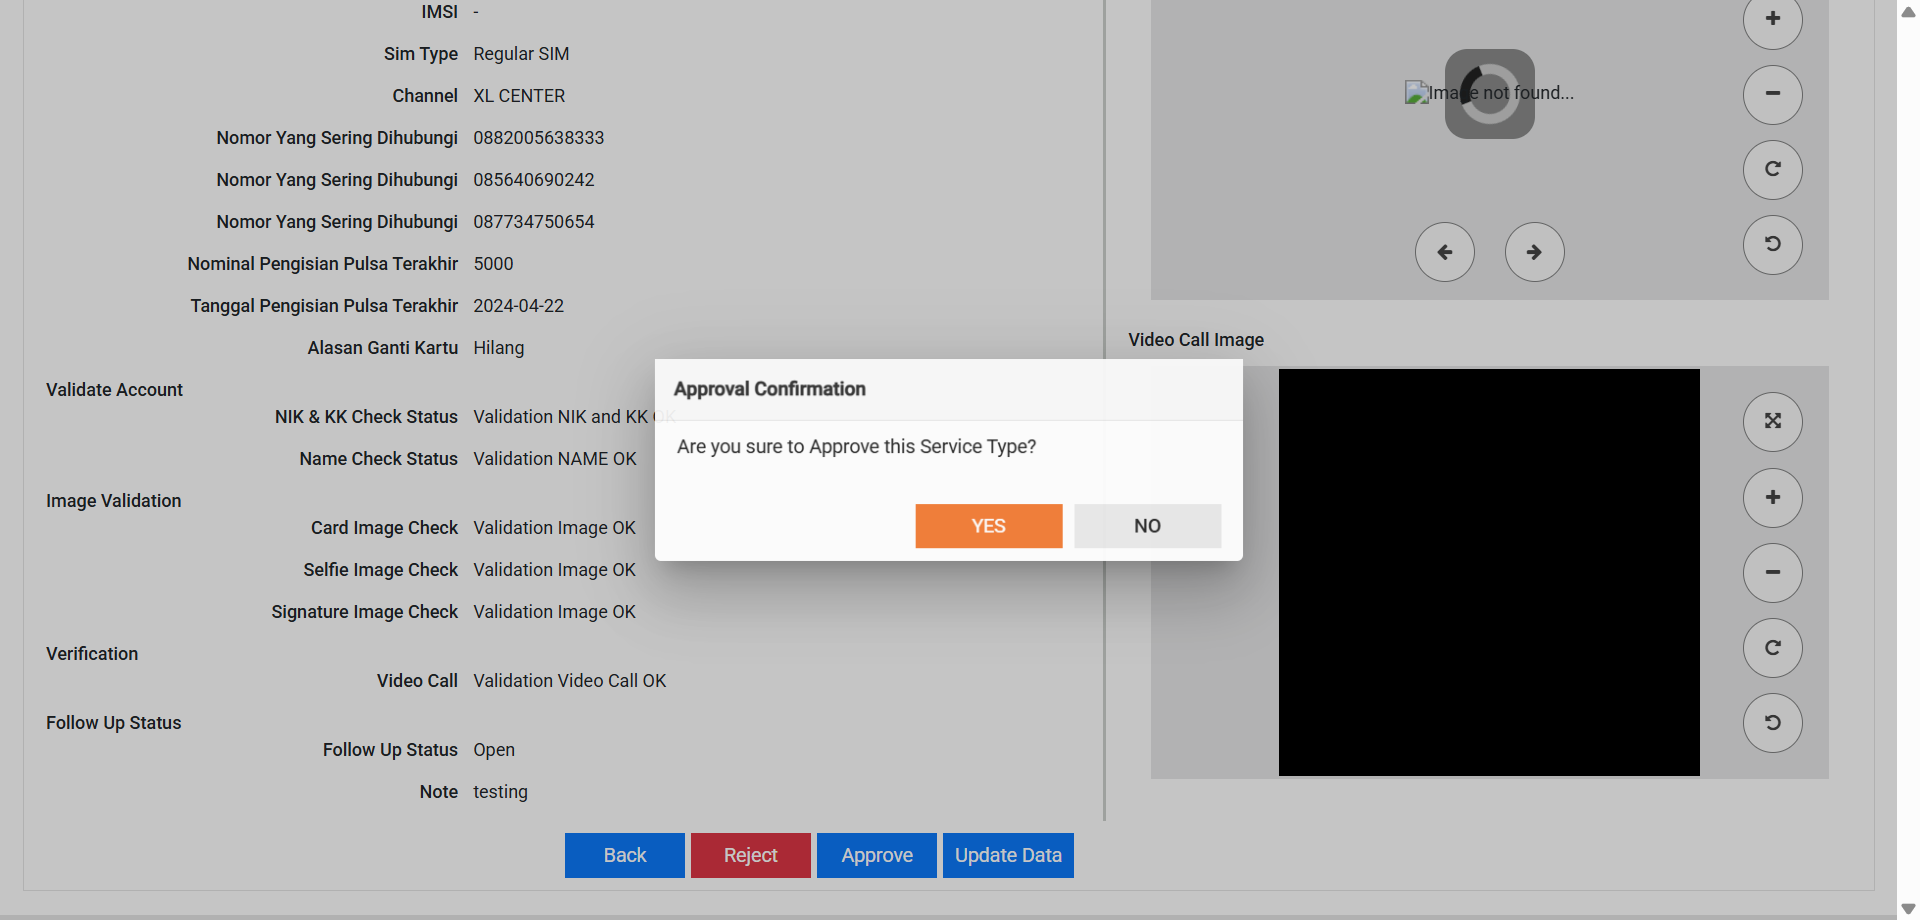 IMSI -
Sim Type Regular SIM
Channel XL CENTER
Nomor Yang Sering Dihubungi 0882005638333
Nomor Yang Sering Dihubungi 085640690242
Nomor Yang Sering Dihubungi 087734750654
Nominal Pengisian Pulsa Terakhir 5000
Tanggal Pengisian Pulsa Terakhir 2024-04-22
Alasan Ganti Kartu Hilang
Validate Account
NIK & KK Check Status Validation NIK and KK OK
Name Check Status Validation NAME OK
Image Validation
Card Image Check Validation Image OK
Selfie Image Check Validation Image OK
Signature Image Check Validation Image OK
Verification
Video Call Validation Video Call OK
Follow Up Status
Follow Up Status Open
Note testing
Image not found...
Video Call Image
Approval Confirmation
Are you sure to Approve this Service Type?
YES NO
Back Reject Approve Update Data